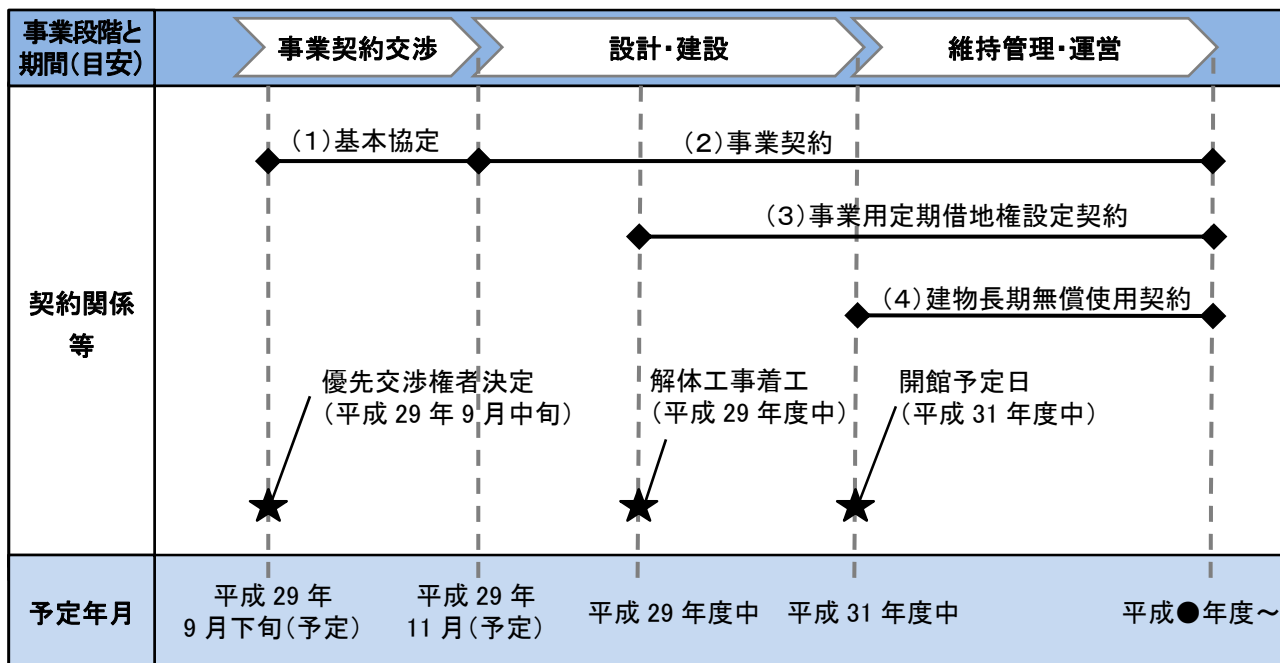 事業段階と
期間(目安)
事業契約交渉
設計・建設
維持管理・運営
契約関係
等
(1)基本協定
(2)事業契約
(3)事業用定期借地権設定契約
(4)建物長期無償使用契約
優先交渉権者決定
(平成 29 年 9 月中旬)
解体工事着工
(平成 29 年度中)
開館予定日
(平成 31 年度中)
予定年月
平成 29 年
9 月下旬(予定)
平成 29 年
11 月(予定)
平成 29 年度中
平成 31 年度中
平成●年度～